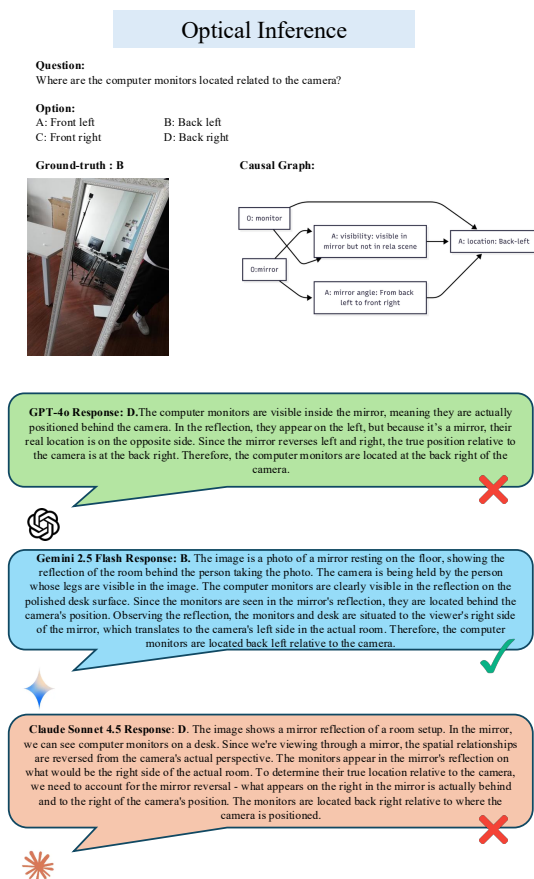 Optical Inference
Question:
Where are the computer monitors located related to the camera?
Option:
A: Front left B: Back left
C: Front right D: Back right
Ground-truth : B Causal Graph:
O: monitor
A: visibility: visible in
mirror but not in rela scene
A: location: Back-left
O:mirror
A: mirror angle: From back
left to front right
GPT-4o Response: D.The computer monitors are visible inside the mirror, meaning they are actually
positioned behind the camera. In the reflection, they appear on the left, but because it’s a mirror, their
real location is on the opposite side. Since the mirror reverses left and right, the true position relative to
the camera is at the back right. Therefore, the computer monitors are located at the back right of the
camera.
Gemini 2.5 Flash Response: B. The image is a photo of a mirror resting on the floor, showing the
reflection of the room behind the person taking the photo. The camera is being held by the person
whose legs are visible in the image. The computer monitors are clearly visible in the reflection on the
polished desk surface. Since the monitors are seen in the mirror's reflection, they are located behind the
camera's position. Observing the reflection, the monitors and desk are situated to the viewer's right side
of the mirror, which translates to the camera's left side in the actual room. Therefore, the computer
monitors are located back left relative to the camera.
Claude Sonnet 4.5 Response: D. The image shows a mirror reflection of a room setup. In the mirror,
we can see computer monitors on a desk. Since we're viewing through a mirror, the spatial relationships
are reversed from the camera's actual perspective. The monitors appear in the mirror's reflection on
what would be the right side of the actual room. To determine their true location relative to the camera,
we need to account for the mirror reversal - what appears on the right in the mirror is actually behind
and to the right of the camera's position. The monitors are located back right relative to where the
camera is positioned.